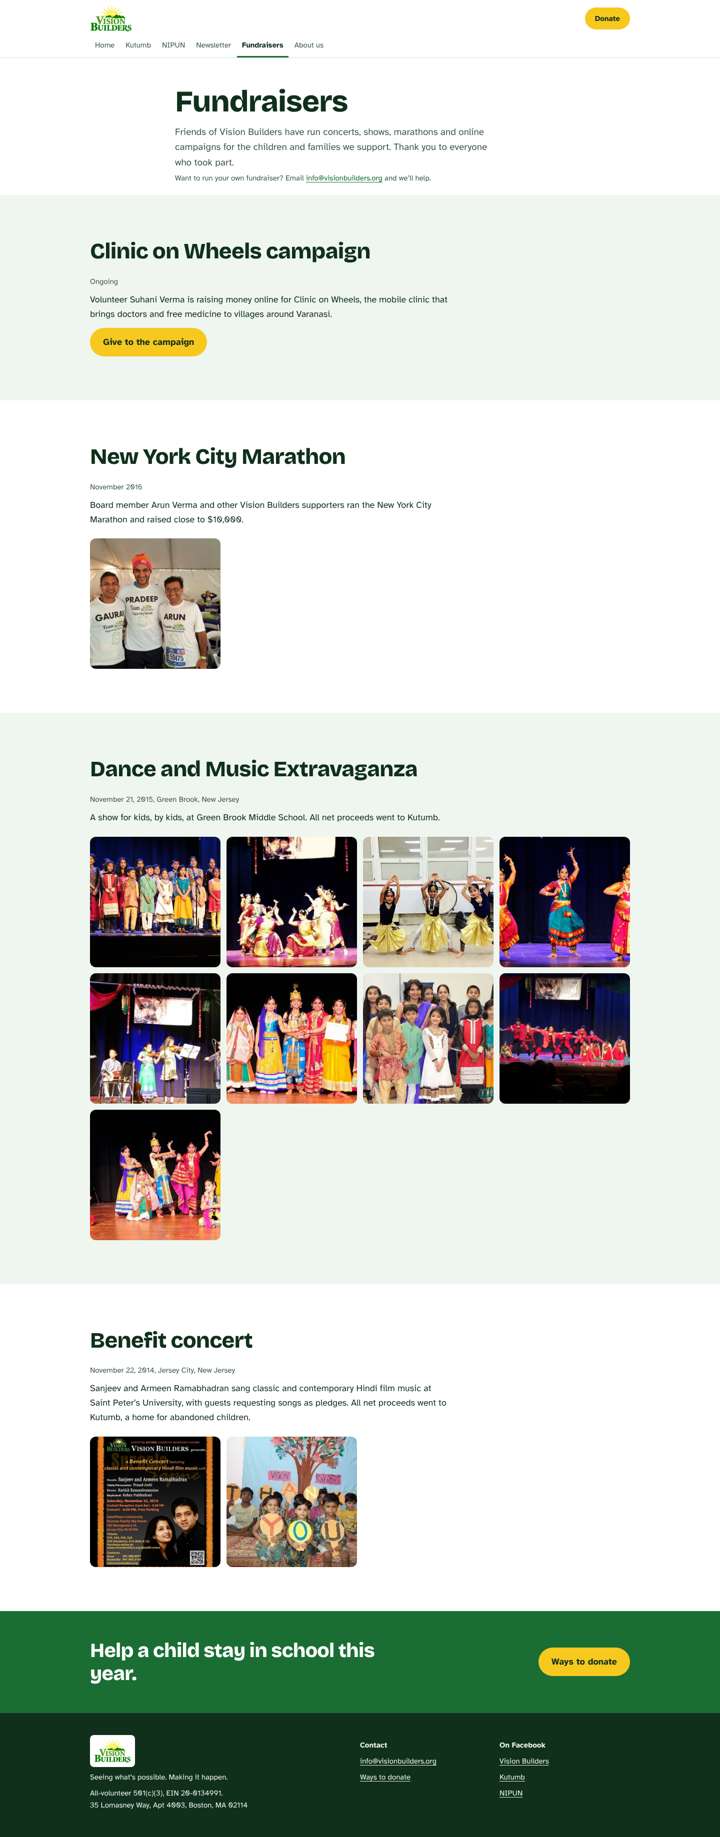 VISION
BUILDERS
Donate
Home Kutumb NIPUN Newsletter Fundraisers About us
Fundraisers
Friends of Vision Builders have run concerts, shows, marathons and online
campaigns for the children and families we support. Thank you to everyone
who took part.
Want to run your own fundraiser? Email info@visionbuilders.org and we'll help.
Clinic on Wheels campaign
Ongoing
Volunteer Suhani Verma is raising money online for Clinic on Wheels, the mobile clinic that
brings doctors and free medicine to villages around Varanasi.
Give to the campaign
New York City Marathon
November 2016
Board member Arun Verma and other Vision Builders supporters ran the New York City
Marathon and raised close to $10,000.
GAURAV
PRADEEP
ARUN
Dance and Music Extravaganza
November 21, 2015, Green Brook, New Jersey
A show for kids, by kids, at Green Brook Middle School. All net proceeds went to Kutumb.
Benefit concert
November 22, 2014, Jersey City, New Jersey
Sanjeev and Armeen Ramabhadran sang classic and contemporary Hindi film music at
Saint Peter's University, with guests requesting songs as pledges. All net proceeds went to
Kutumb, a home for abandoned children.
VISION BUILDERS presents
a Benefit Concert featuring
classic and contemporary Hindi film music with
Sanjeev and Armeen Ramabhadran
YOU
Help a child stay in school this
year.
Ways to donate
VISION
BUILDERS
Seeing what's possible. Making it happen.
All-volunteer 501(c)(3), EIN 20-0134991.
35 Lomasney Way, Apt 4003, Boston, MA 02114
Contact
info@visionbuilders.org
Ways to donate
On Facebook
Vision Builders
Kutumb
NIPUN